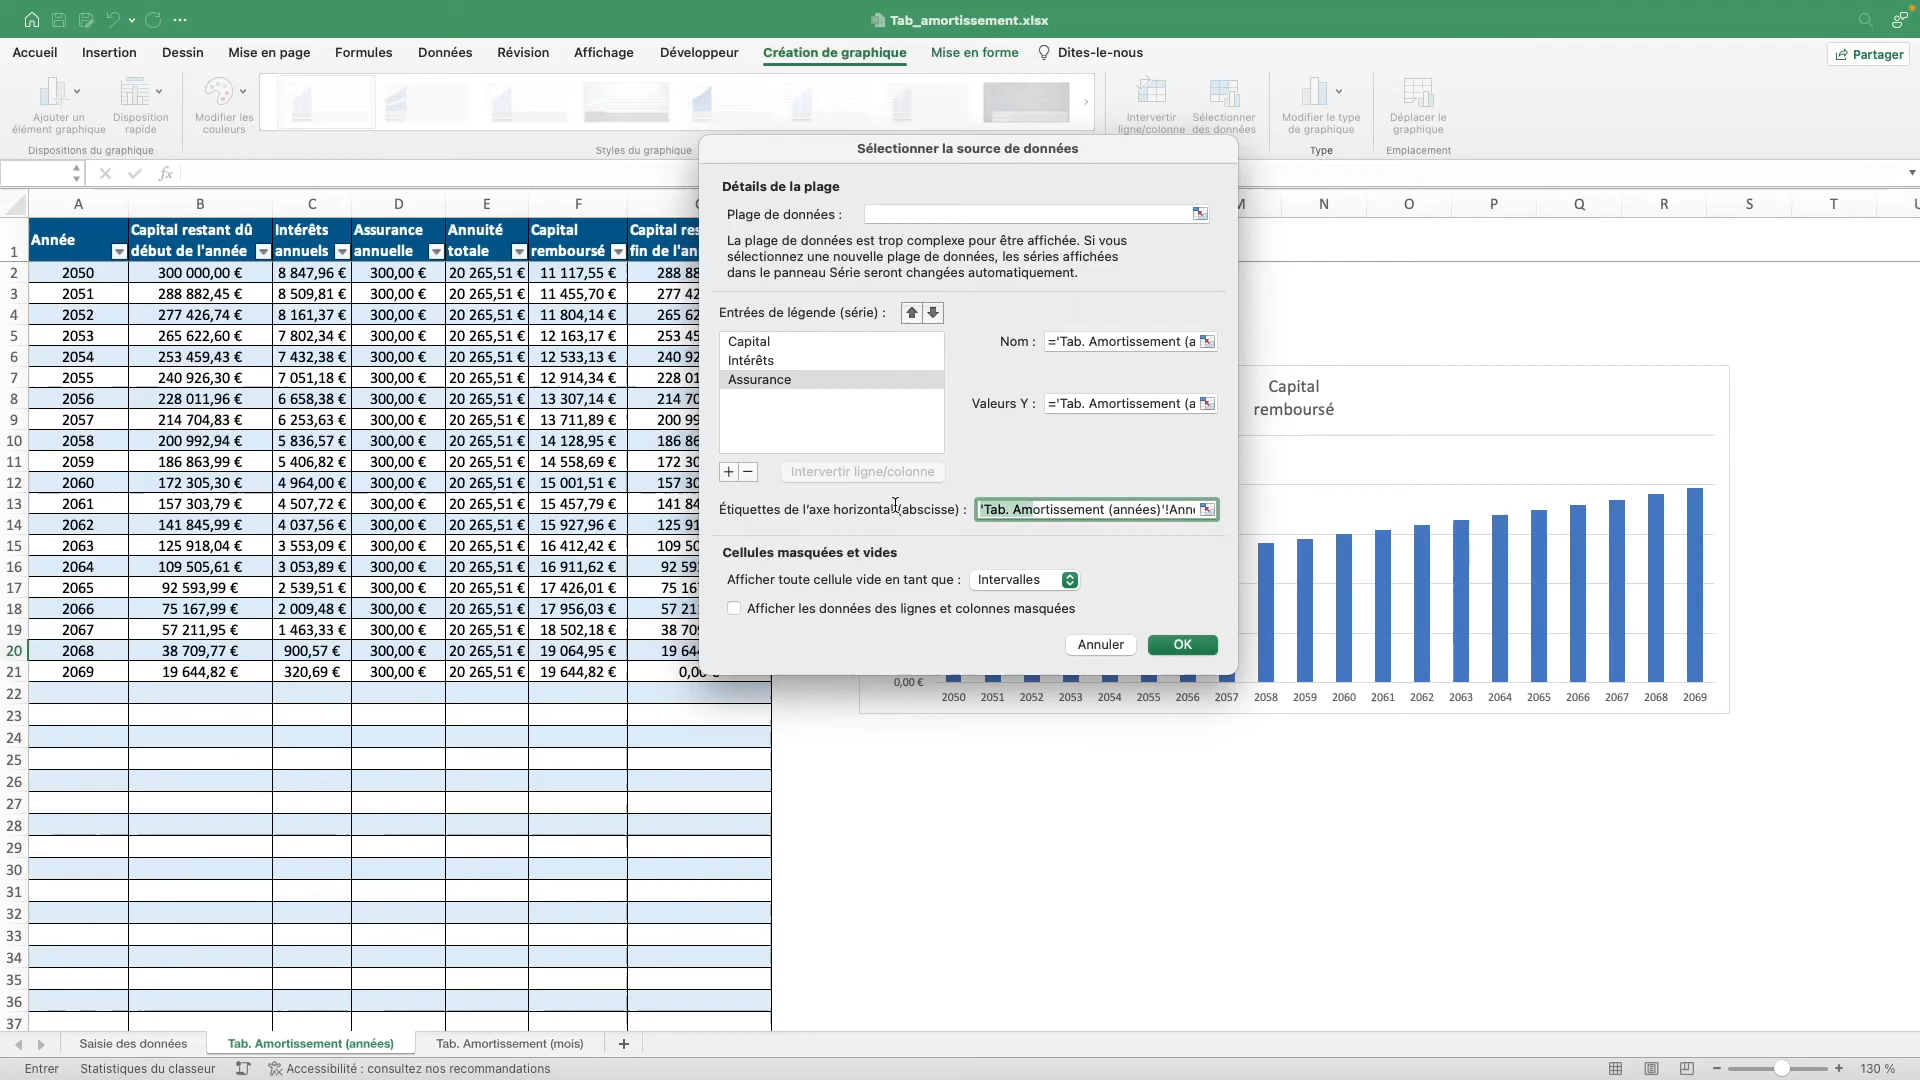 Tab_amortissement.xlsx
Accueil Insertion Dessin Mise en page Formules Données Révision Affichage Développeur Création de graphique Mise en forme Dites-le-nous Partager
Ajouter un
élément graphique
Disposition
rapide
Modifier les
couleurs
Intervertir
ligne/colonne
Sélectionner
des données
Modifier le type
de graphique
Déplacer le
graphique
Dispositions du graphique Styles du graphique Type Emplacement
fx
A B C D E F M N O P Q R S T
1 Année Capital restant dû début de l'année Intérêts annuels Assurance annuelle Annuité totale Capital remboursé
2 2050 300 000,00 € 8 847,96 € 300,00 € 20 265,51 € 11 117,55 € 288 88
3 2051 288 882,45 € 8 509,81 € 300,00 € 20 265,51 € 11 455,70 € 277 42
4 2052 277 426,74 € 8 161,37 € 300,00 € 20 265,51 € 11 804,14 € 265 62
5 2053 265 622,60 € 7 802,34 € 300,00 € 20 265,51 € 12 163,17 € 253 45
6 2054 253 459,43 € 7 432,38 € 300,00 € 20 265,51 € 12 533,13 € 240 92
7 2055 240 926,30 € 7 051,18 € 300,00 € 20 265,51 € 12 914,34 € 228 01
8 2056 228 011,96 € 6 658,38 € 300,00 € 20 265,51 € 13 307,14 € 214 70
9 2057 214 704,83 € 6 253,63 € 300,00 € 20 265,51 € 13 711,89 € 200 99
10 2058 200 992,94 € 5 836,57 € 300,00 € 20 265,51 € 14 128,95 € 186 86
11 2059 186 863,99 € 5 406,82 € 300,00 € 20 265,51 € 14 558,69 € 172 30
12 2060 172 305,30 € 4 964,00 € 300,00 € 20 265,51 € 15 001,51 € 157 30
13 2061 157 303,79 € 4 507,72 € 300,00 € 20 265,51 € 15 457,79 € 141 84
14 2062 141 845,99 € 4 037,56 € 300,00 € 20 265,51 € 15 927,96 € 125 91
15 2063 125 918,04 € 3 553,09 € 300,00 € 20 265,51 € 16 412,42 € 109 50
16 2064 109 505,61 € 3 053,89 € 300,00 € 20 265,51 € 16 911,62 € 92 59
17 2065 92 593,99 € 2 539,51 € 300,00 € 20 265,51 € 17 426,01 € 75 16
18 2066 75 167,99 € 2 009,48 € 300,00 € 20 265,51 € 17 956,03 € 57 21
19 2067 57 211,95 € 1 463,33 € 300,00 € 20 265,51 € 18 502,18 € 38 70
20 2068 38 709,77 € 900,57 € 300,00 € 20 265,51 € 19 064,95 € 19 64
21 2069 19 644,82 € 320,69 € 300,00 € 20 265,51 € 19 644,82 € 0,00
22
23
24
25
26
27
28
29
30
31
32
33
34
35
36
37
Sélectionner la source de données
Détails de la plage
Plage de données :
La plage de données est trop complexe pour être affichée. Si vous
sélectionnez une nouvelle plage de données, les séries affichées
dans le panneau Série seront changées automatiquement.
Entrées de légende (série) :
Capital
Intérêts
Assurance
Nom : ='Tab. Amortissement (a
Valeurs Y : ='Tab. Amortissement (a
+ − Intervertir ligne/colonne
Étiquettes de l'axe horizontal (abscisse) : 'Tab. Amortissement (années)'!Anné
Cellules masquées et vides
Afficher toute cellule vide en tant que : Intervalles
Afficher les données des lignes et colonnes masquées
Annuler OK
Capital
remboursé
0,00 €
2050 2051 2052 2053 2054 2055 2056 2057 2058 2059 2060 2061 2062 2063 2064 2065 2066 2067 2068 2069
Saisie des données Tab. Amortissement (années) Tab. Amortissement (mois) +
Entrer Statistiques du classeur Accessibilité : consultez nos recommandations − + 130 %